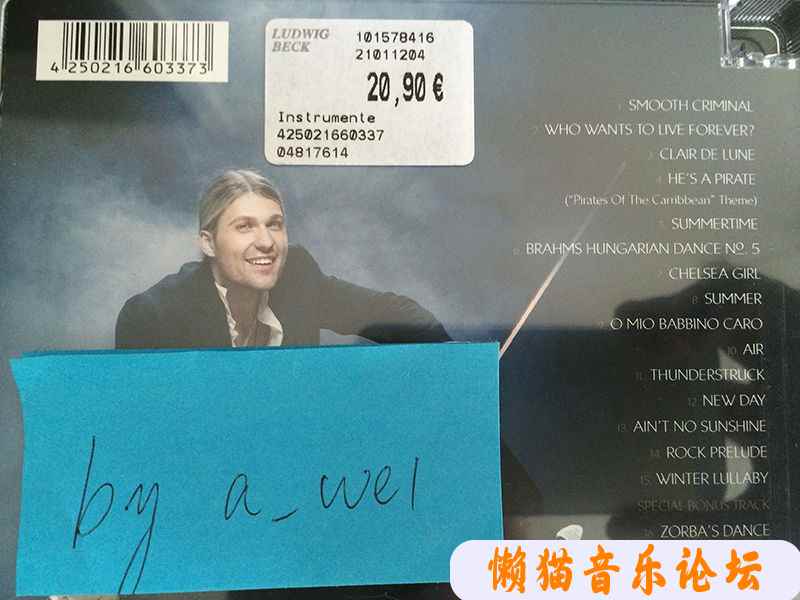 4 250216 603373
LUDWIG
BECK
101578416
21011204
20,90 €
Instrumente
425021660337
04817614
1. SMOOTH CRIMINAL
2. WHO WANTS TO LIVE FOREVER?
3. CLAIR DE LUNE
4. HE'S A PIRATE
("Pirates Of The Carribbean" Theme)
5. SUMMERTIME
6. BRAHMS HUNGARIAN DANCE NO. 5
7. CHELSEA GIRL
8. SUMMER
9. O MIO BABBINO CARO
10. AIR
11. THUNDERSTRUCK
12. NEW DAY
13. AIN'T NO SUNSHINE
14. ROCK PRELUDE
15. WINTER LULLABY
SPECIAL BONUS TRACK
16. ZORBA'S DANCE
by a_wei
懒猫音乐论坛